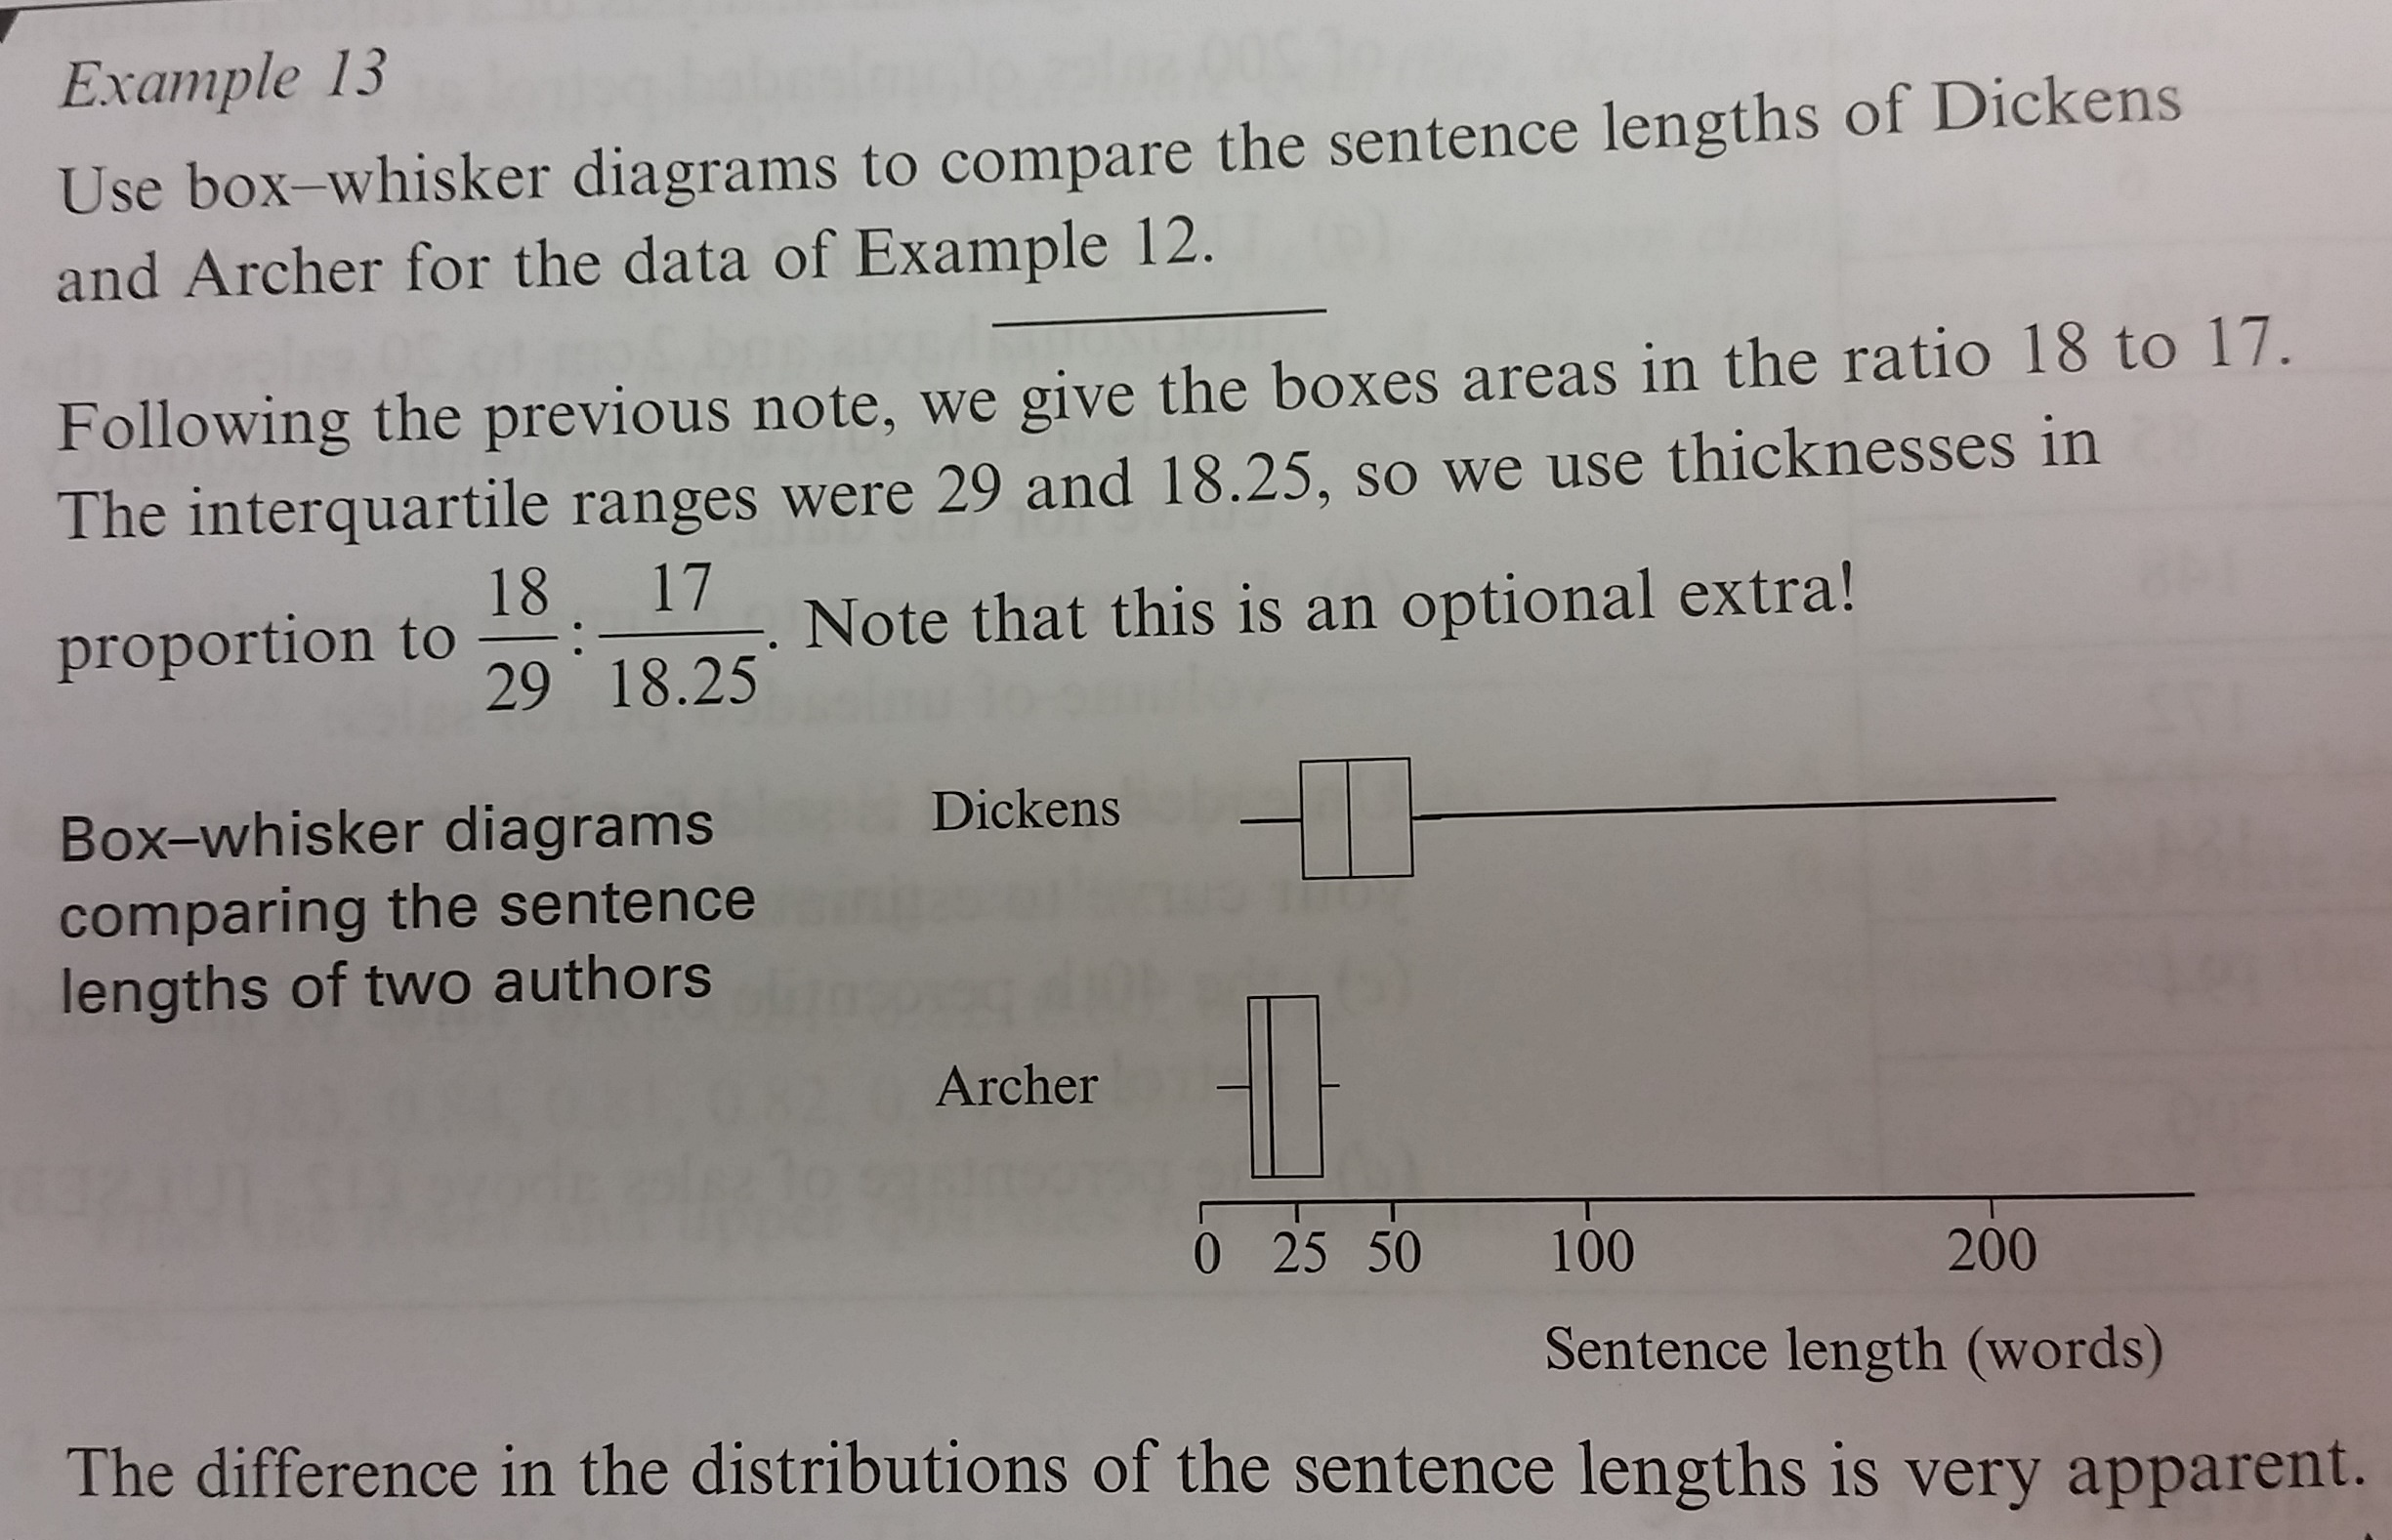 Example 13
Use box–whisker diagrams to compare the sentence lengths of Dickens
and Archer for the data of Example 12.
Following the previous note, we give the boxes areas in the ratio 18 to 17.
The interquartile ranges were 29 and 18.25, so we use thicknesses in
proportion to 18/29 : 17/18.25. Note that this is an optional extra!
Box–whisker diagrams
comparing the sentence
lengths of two authors
Dickens
Archer
0 25 50 100 200
Sentence length (words)
The difference in the distributions of the sentence lengths is very apparent.